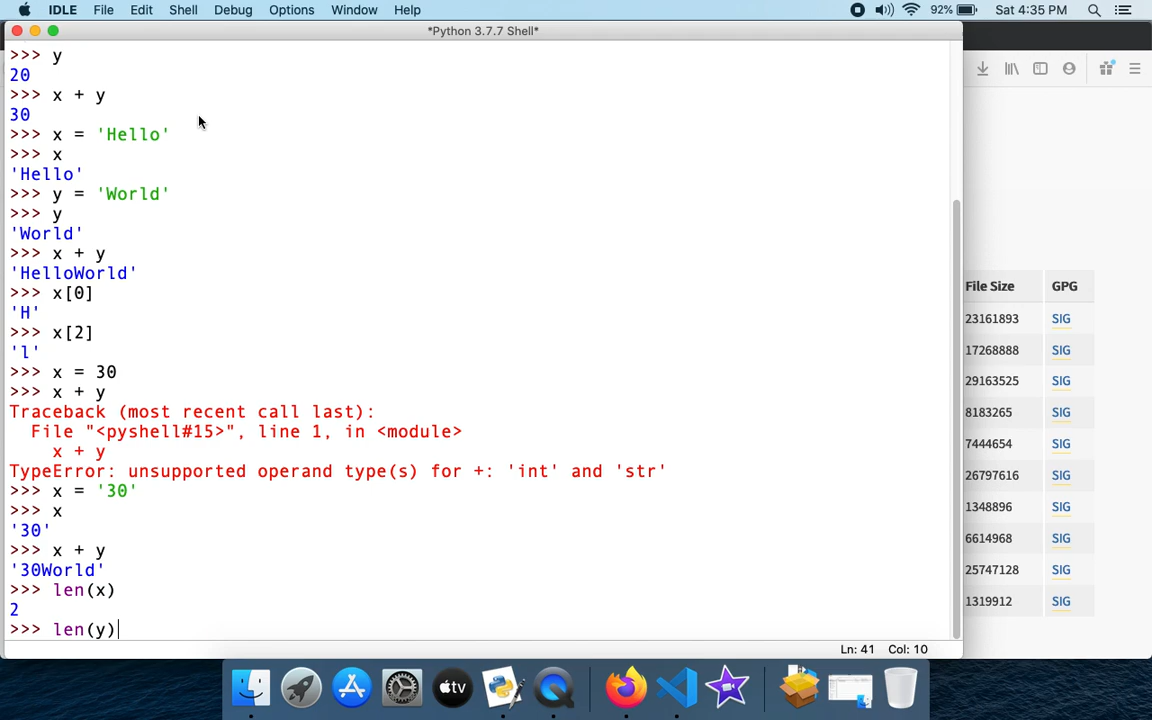 IDLE File Edit Shell Debug Options Window Help 92% Sat 4:35 PM
*Python 3.7.7 Shell*
>>> y
20
>>> x + y
30
>>> x = 'Hello'
>>> x
'Hello'
>>> y = 'World'
>>> y
'World'
>>> x + y
'HelloWorld'
>>> x[0]
'H'
>>> x[2]
'l'
>>> x = 30
>>> x + y
Traceback (most recent call last):
File "<pyshell#15>", line 1, in <module>
x + y
TypeError: unsupported operand type(s) for +: 'int' and 'str'
>>> x = '30'
>>> x
'30'
>>> x + y
'30World'
>>> len(x)
2
>>> len(y)
Ln: 41 Col: 10
File Size GPG
23161893 SIG
17268888 SIG
29163525 SIG
8183265 SIG
7444654 SIG
26797616 SIG
1348896 SIG
6614968 SIG
25747128 SIG
1319912 SIG
tv